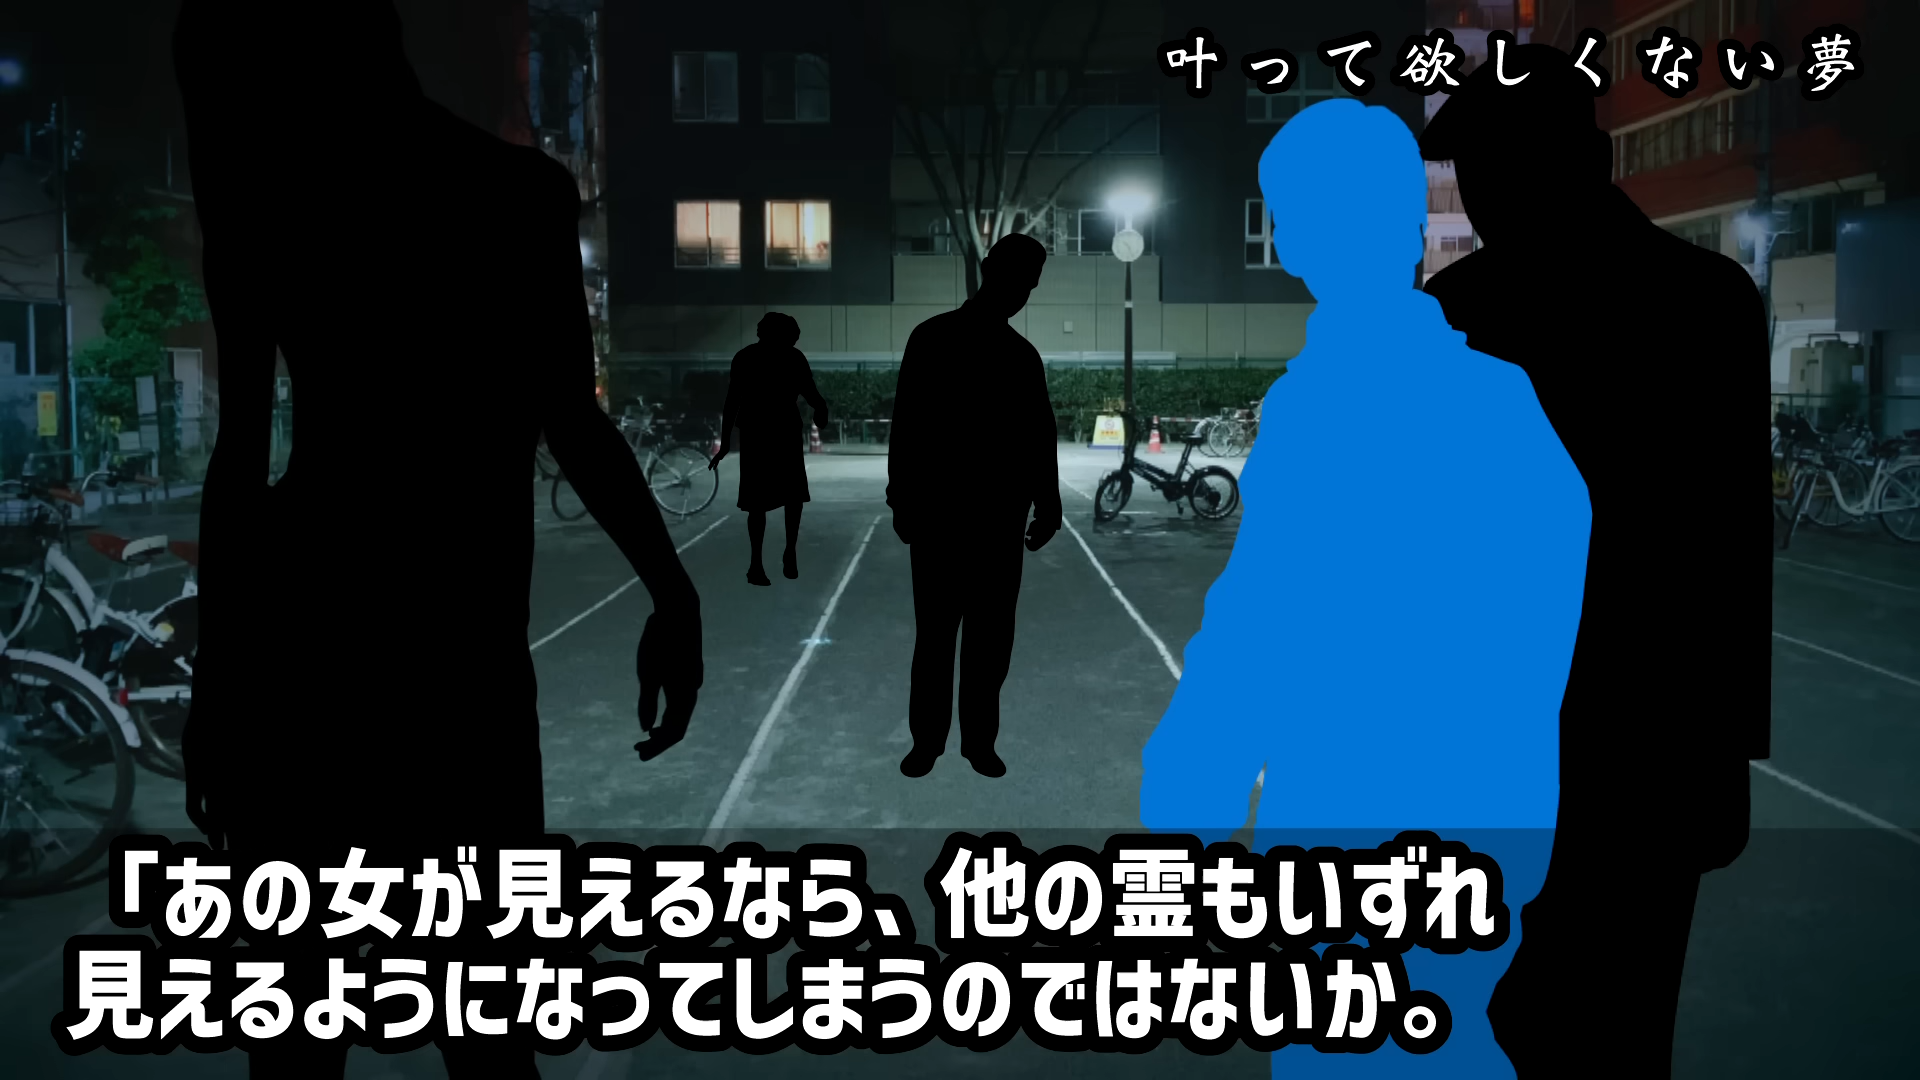 叶って欲しくない夢
「あの女が見えるなら、他の霊もいずれ
見えるようになってしまうのではないか。